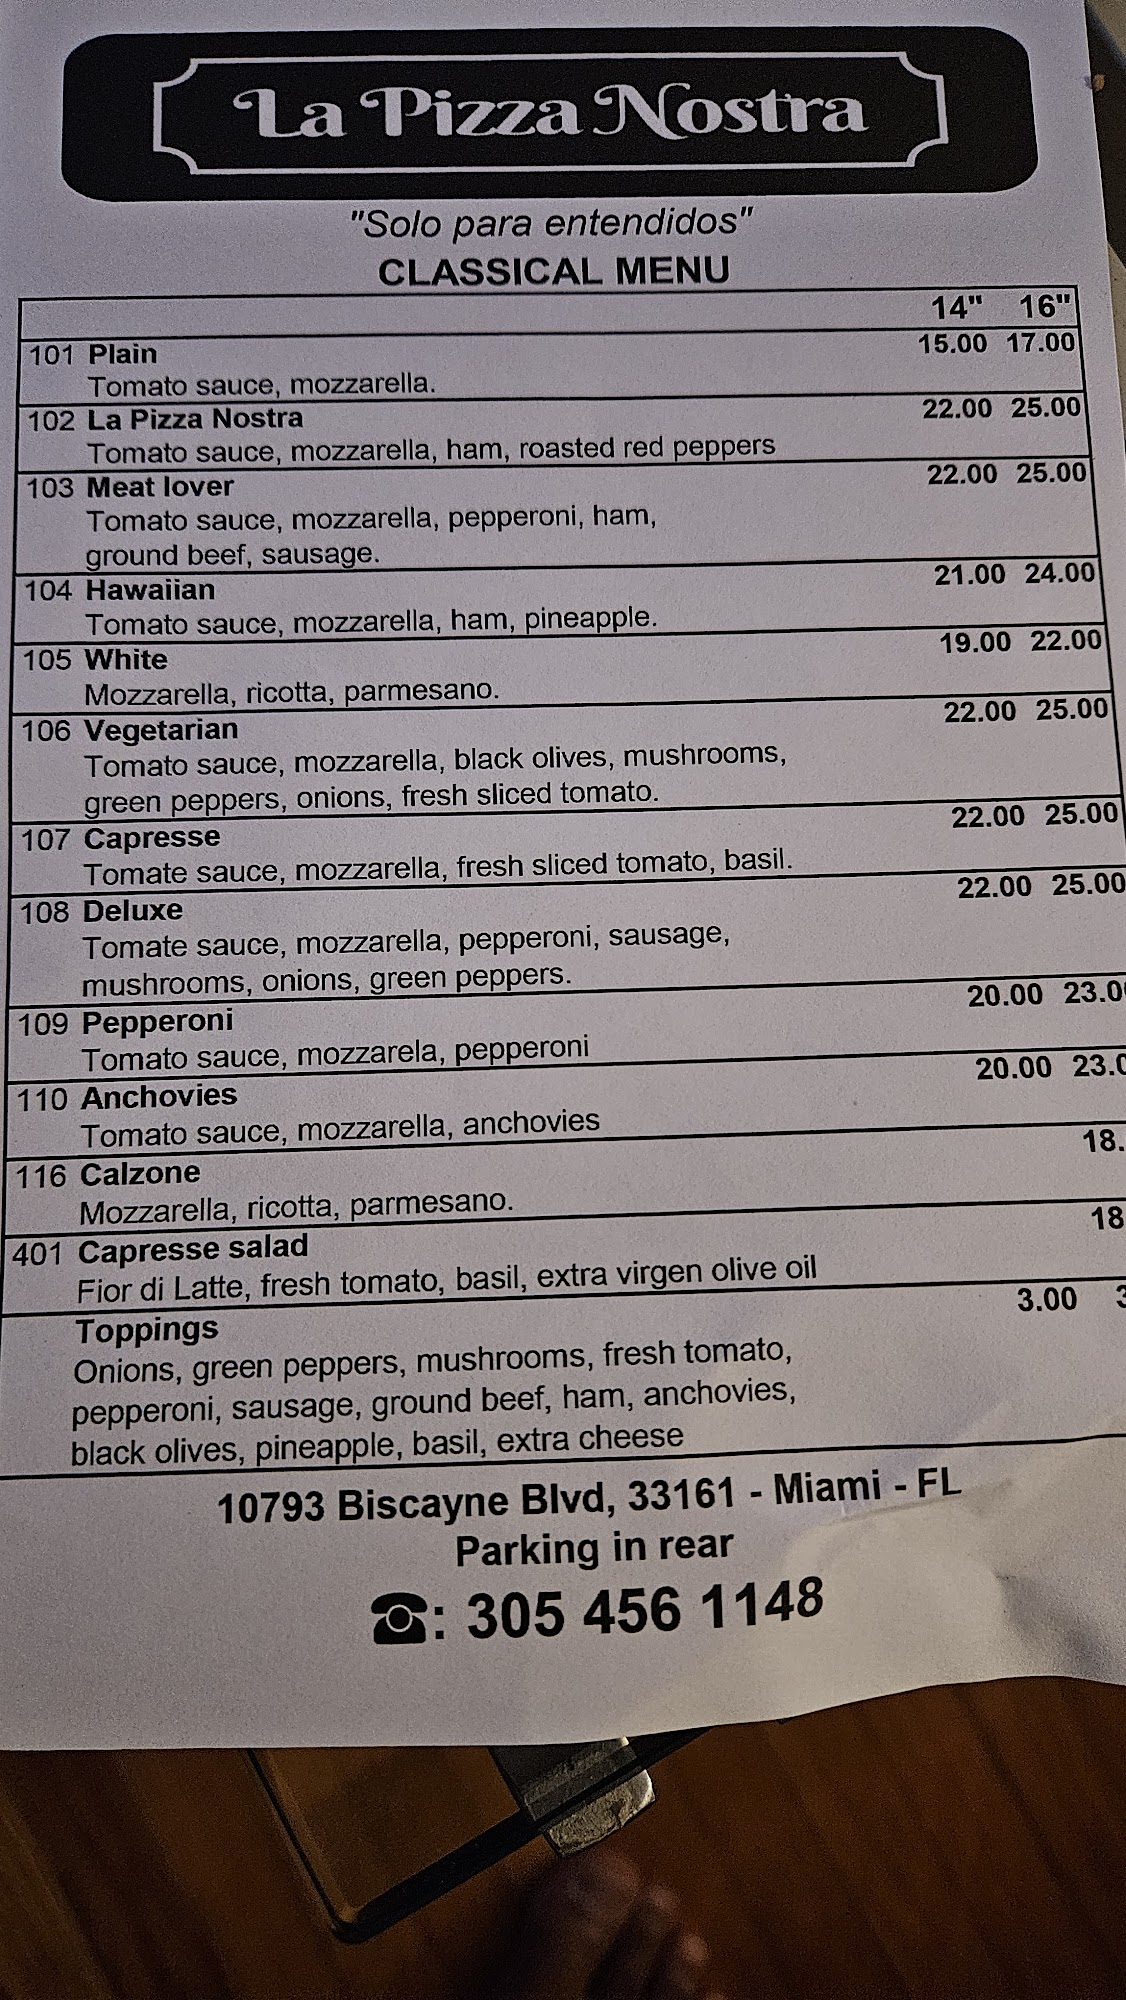 La Pizza Nostra
"Solo para entendidos"
CLASSICAL MENU
14" 16"
101 Plain 15.00 17.00
Tomato sauce, mozzarella.
102 La Pizza Nostra 22.00 25.00
Tomato sauce, mozzarella, ham, roasted red peppers
103 Meat lover 22.00 25.00
Tomato sauce, mozzarella, pepperoni, ham,
ground beef, sausage.
104 Hawaiian 21.00 24.00
Tomato sauce, mozzarella, ham, pineapple.
105 White 19.00 22.00
Mozzarella, ricotta, parmesano.
106 Vegetarian 22.00 25.00
Tomato sauce, mozzarella, black olives, mushrooms,
green peppers, onions, fresh sliced tomato.
107 Capresse 22.00 25.00
Tomate sauce, mozzarella, fresh sliced tomato, basil.
108 Deluxe 22.00 25.00
Tomate sauce, mozzarella, pepperoni, sausage,
mushrooms, onions, green peppers.
109 Pepperoni 20.00 23.0
Tomato sauce, mozzarela, pepperoni
110 Anchovies 20.00 23.0
Tomato sauce, mozzarella, anchovies
116 Calzone 18.
Mozzarella, ricotta, parmesano.
401 Capresse salad 18
Fior di Latte, fresh tomato, basil, extra virgen olive oil
Toppings 3.00 3
Onions, green peppers, mushrooms, fresh tomato,
pepperoni, sausage, ground beef, ham, anchovies,
black olives, pineapple, basil, extra cheese
10793 Biscayne Blvd, 33161 - Miami - FL
Parking in rear
☎: 305 456 1148